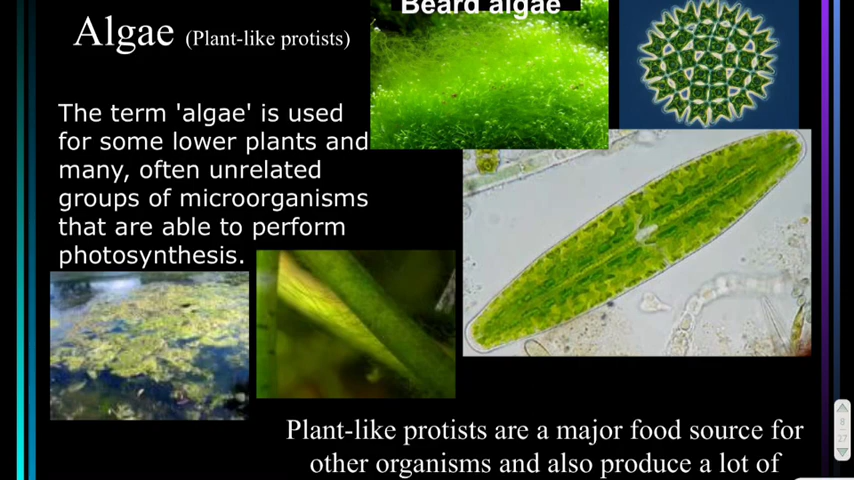 Beard algae
Algae (Plant-like protists)
The term 'algae' is used
for some lower plants and
many, often unrelated
groups of microorganisms
that are able to perform
photosynthesis.
Plant-like protists are a major food source for
other organisms and also produce a lot of
8
27